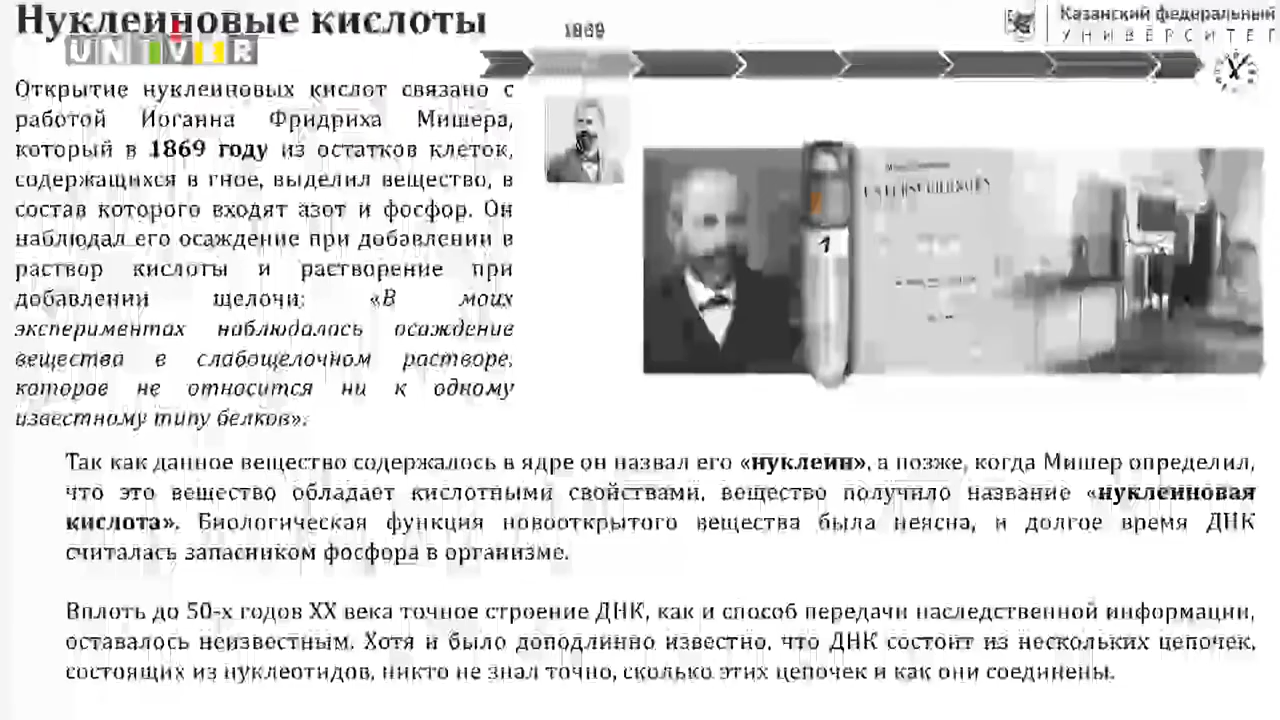 Нуклеиновые кислоты
UNIVER
1869
Казанский федеральный
УНИВЕРСИТЕТ
Открытие нуклеиновых кислот связано с
работой Иоганна Фридриха Мишера,
который в 1869 году из остатков клеток,
содержащихся в гное, выделил вещество, в
состав которого входят азот и фосфор. Он
наблюдал его осаждение при добавлении в
раствор кислоты и растворение при
добавлении щелочи: «В моих
экспериментах наблюдалось осаждение
вещества в слабощелочном растворе,
которое не относится ни к одному
известному типу белков».
1
Так как данное вещество содержалось в ядре он назвал его «нуклеин», а позже, когда Мишер определил,
что это вещество обладает кислотными свойствами, вещество получило название «нуклеиновая
кислота». Биологическая функция новооткрытого вещества была неясна, и долгое время ДНК
считалась запасником фосфора в организме.
Вплоть до 50-х годов XX века точное строение ДНК, как и способ передачи наследственной информации,
оставалось неизвестным. Хотя и было доподлинно известно, что ДНК состоит из нескольких цепочек,
состоящих из нуклеотидов, никто не знал точно, сколько этих цепочек и как они соединены.